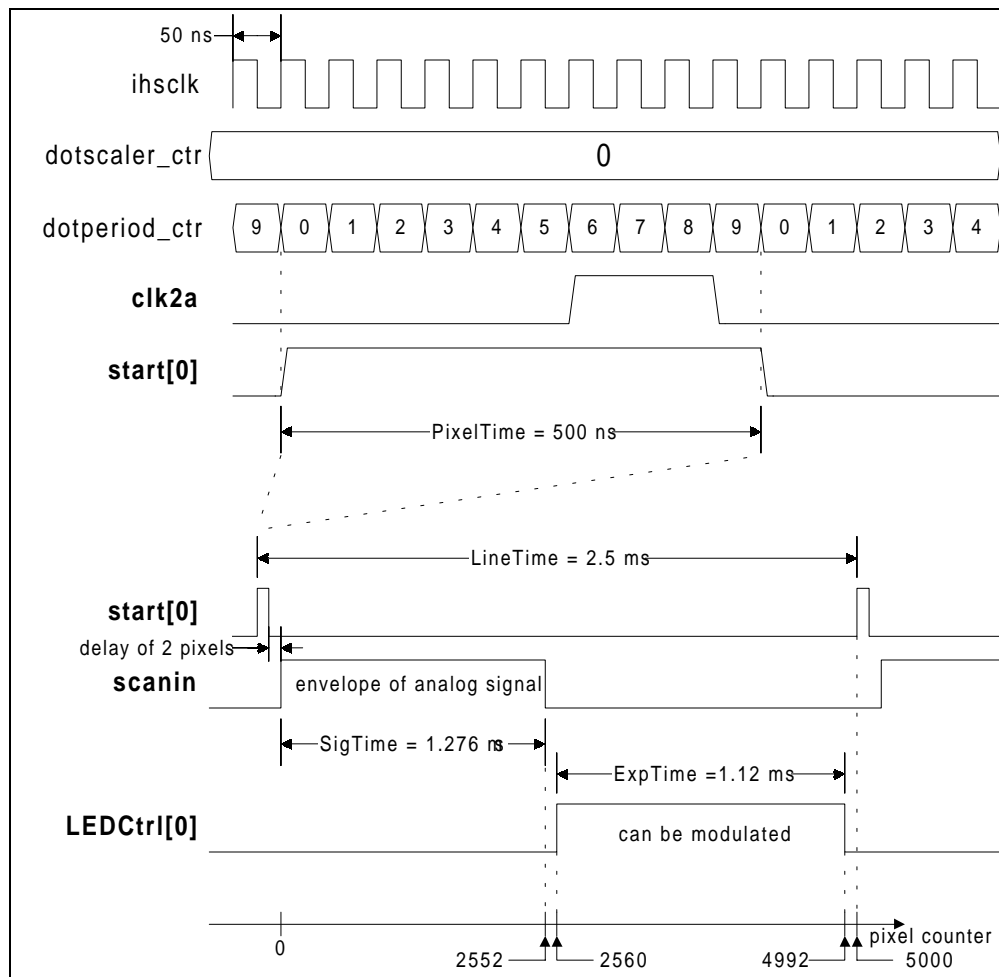 50 ns
ihsclk
dotscaler_ctr
0
dotperiod_ctr
9 0 1 2 3 4 5 6 7 8 9 0 1 2 3 4
clk2a
start[0]
PixelTime = 500 ns
LineTime = 2.5 ms
start[0]
delay of 2 pixels
scanin
envelope of analog signal
SigTime = 1.276 ms
ExpTime =1.12 ms
LEDCtrl[0]
can be modulated
pixel counter
0
2552 2560 4992 5000